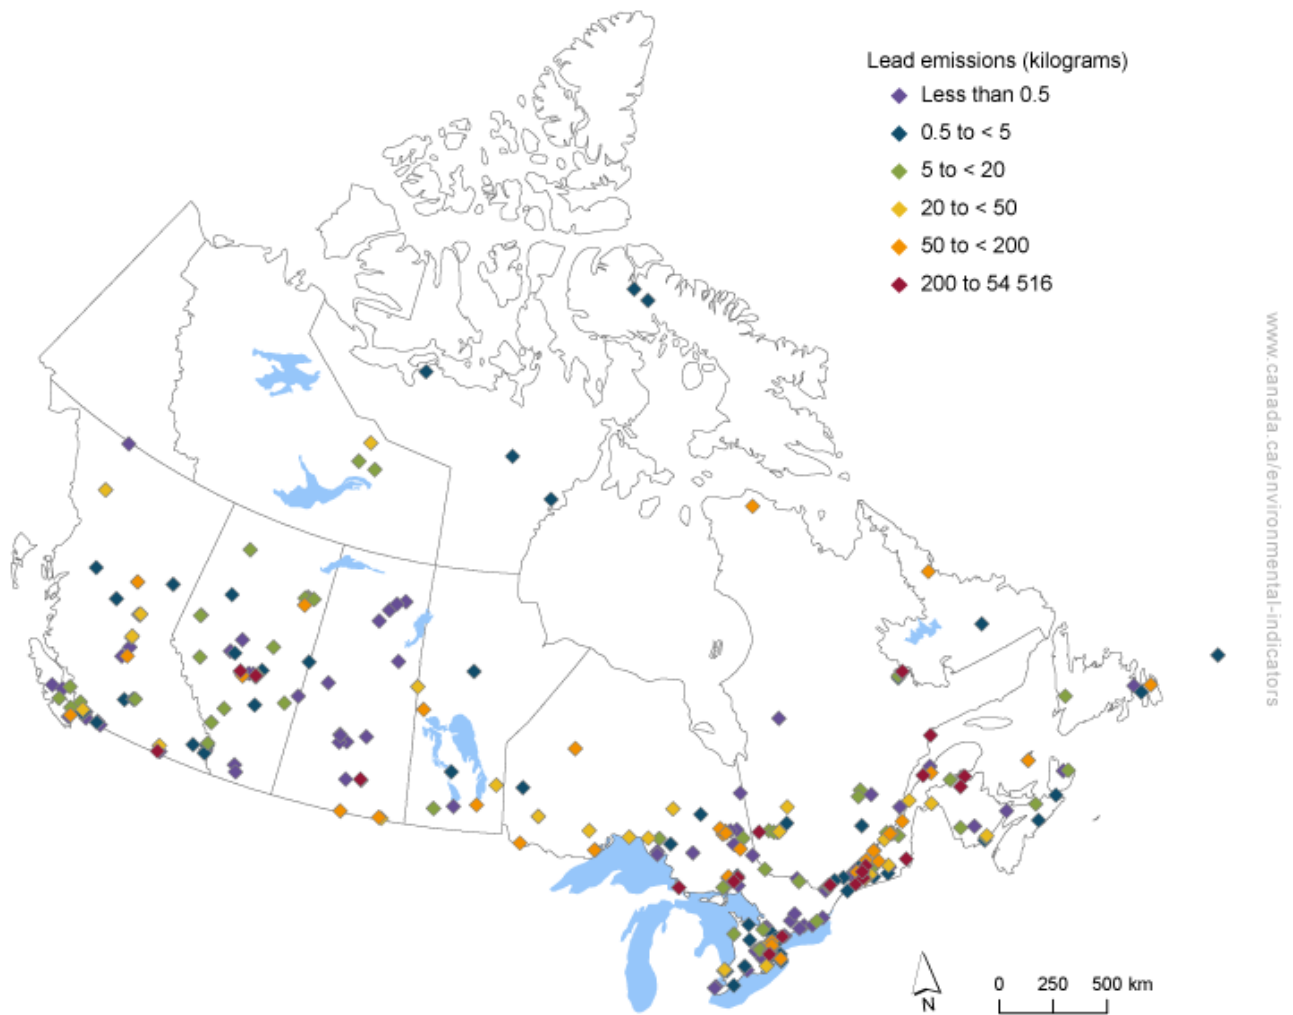 Lead emissions (kilograms)
Less than 0.5
0.5 to < 5
5 to < 20
20 to < 50
50 to < 200
200 to 54 516
www.canada.ca/environmental-indicators
N
0 250 500 km